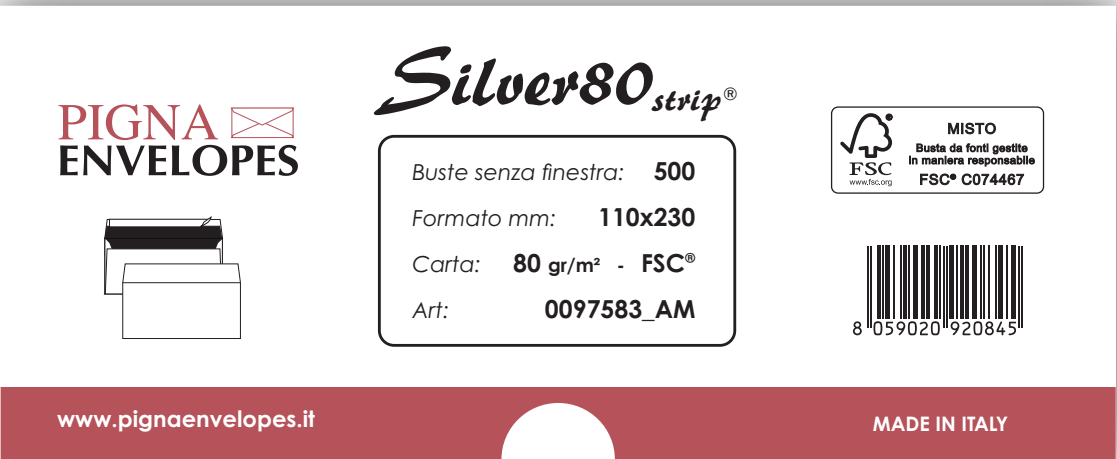 PIGNA
ENVELOPES
Silver80 strip®
Buste senza finestra: 500
Formato mm: 110x230
Carta: 80 gr/m² - FSC®
Art: 0097583_AM
FSC
www.fsc.org
MISTO
Busta da fonti gestite
in maniera responsabile
FSC® C074467
8 059020 920845
www.pignaenvelopes.it
MADE IN ITALY